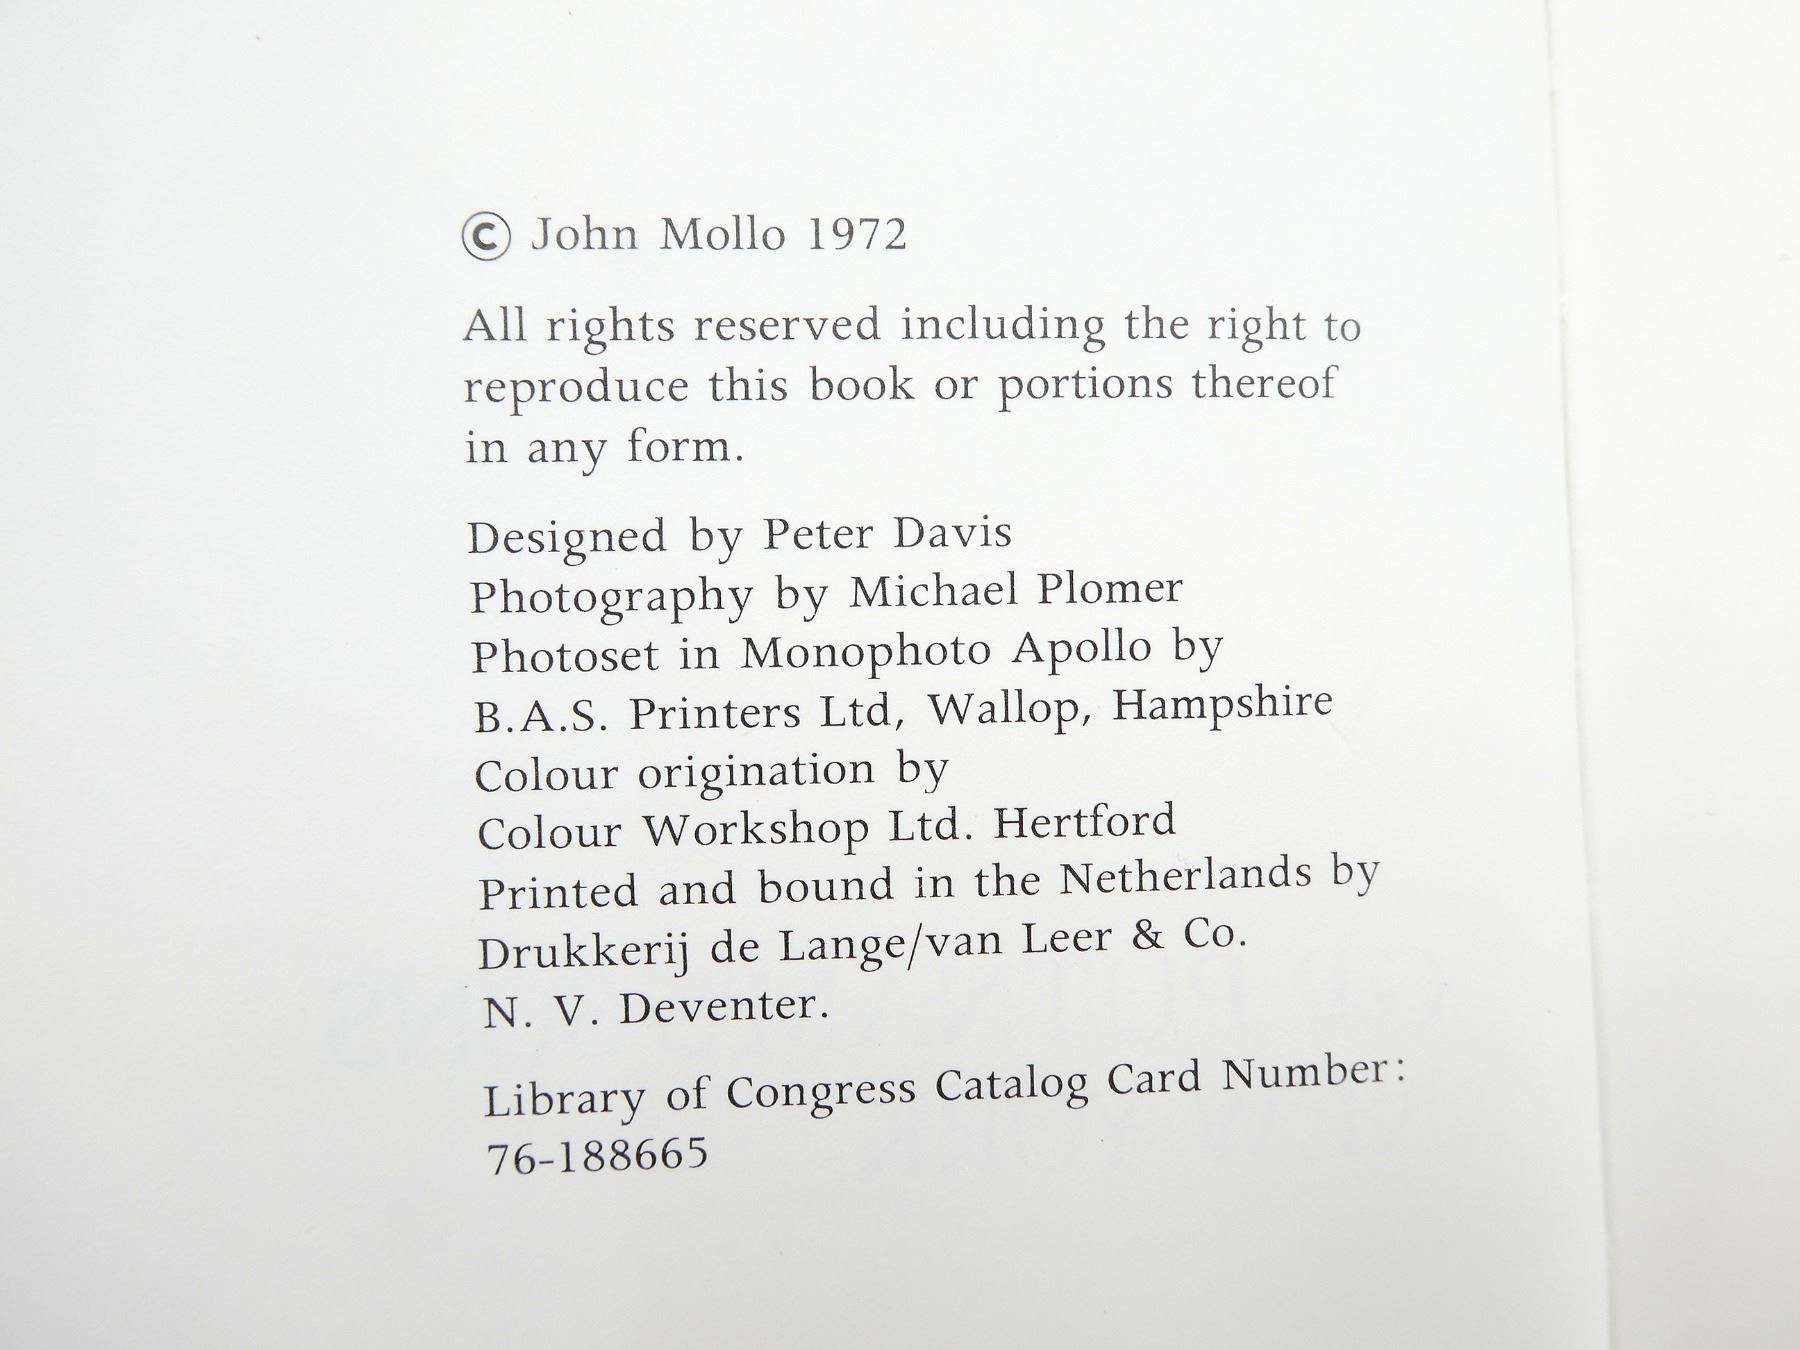 © John Mollo 1972
All rights reserved including the right to
reproduce this book or portions thereof
in any form.
Designed by Peter Davis
Photography by Michael Plomer
Photoset in Monophoto Apollo by
B.A.S. Printers Ltd, Wallop, Hampshire
Colour origination by
Colour Workshop Ltd. Hertford
Printed and bound in the Netherlands by
Drukkerij de Lange/van Leer & Co.
N. V. Deventer.
Library of Congress Catalog Card Number:
76-188665